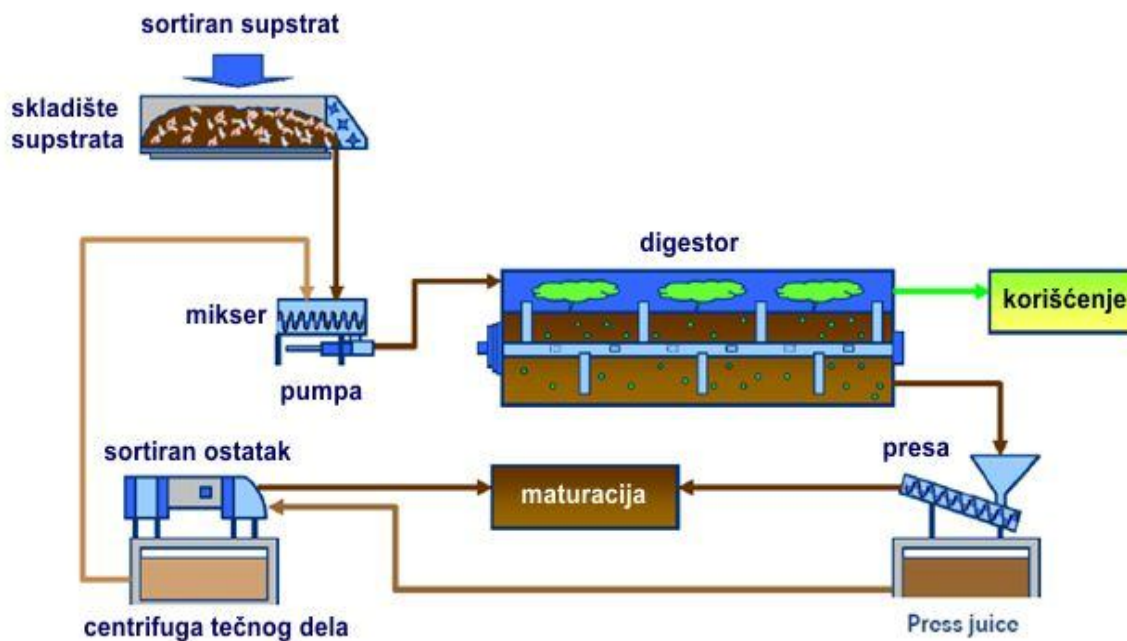 sortiran supstrat
skladište
supstrata
digestor
korišćenje
mikser
pumpa
sortiran ostatak
presa
maturacija
centrifuga tečnog dela
Press juice